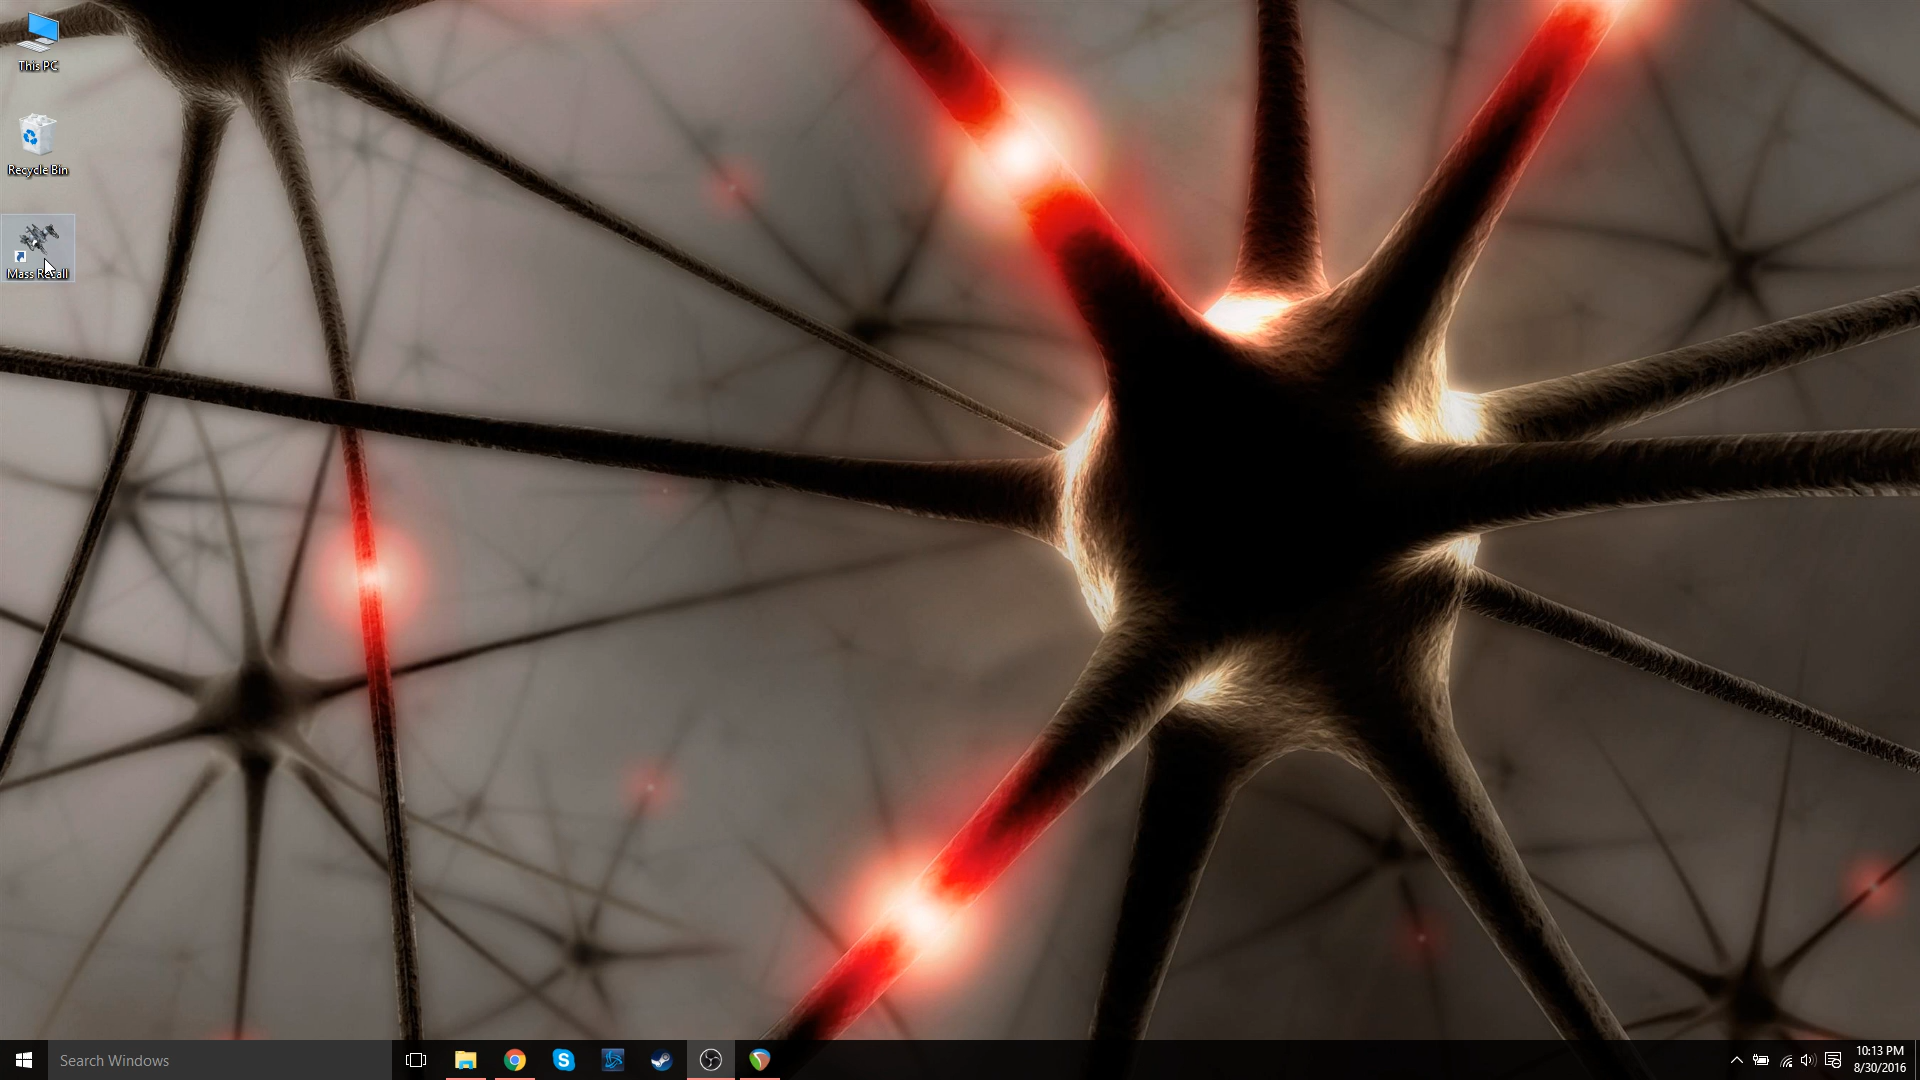 This PC
Recycle Bin
Mass Recall
Search Windows
10:13 PM
8/30/2016